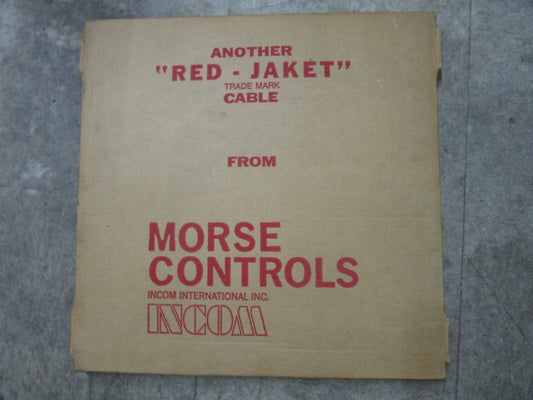 ANOTHER
"RED - JAKET"
TRADE MARK
CABLE
FROM
MORSE
CONTROLS
INCOM INTERNATIONAL INC.
INCOM